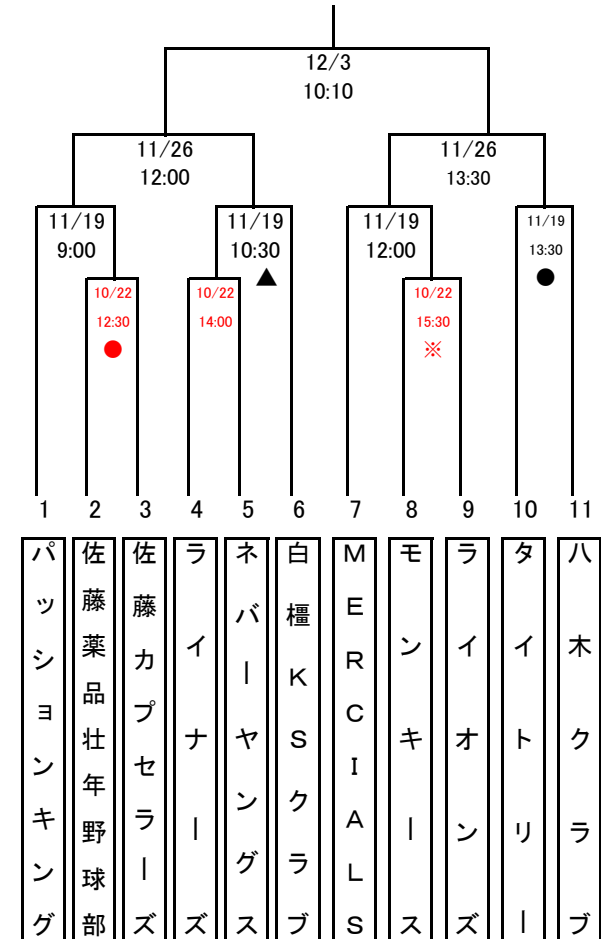 12/3
10:10
11/26
12:00
11/26
13:30
11/19
9:00
11/19
10:30
▲
11/19
12:00
11/19
13:30
●
10/22
12:30
●
10/22
14:00
10/22
15:30
※
1 2 3 4 5 6 7 8 9 10 11
パッションキング
佐藤薬品壮年野球部
佐藤カプセラーズ
ライナーズ
ネバーヤングス
白橿KSクラブ
MERCIALS
モンキース
ライオンズ
タイトリー
八木クラブ